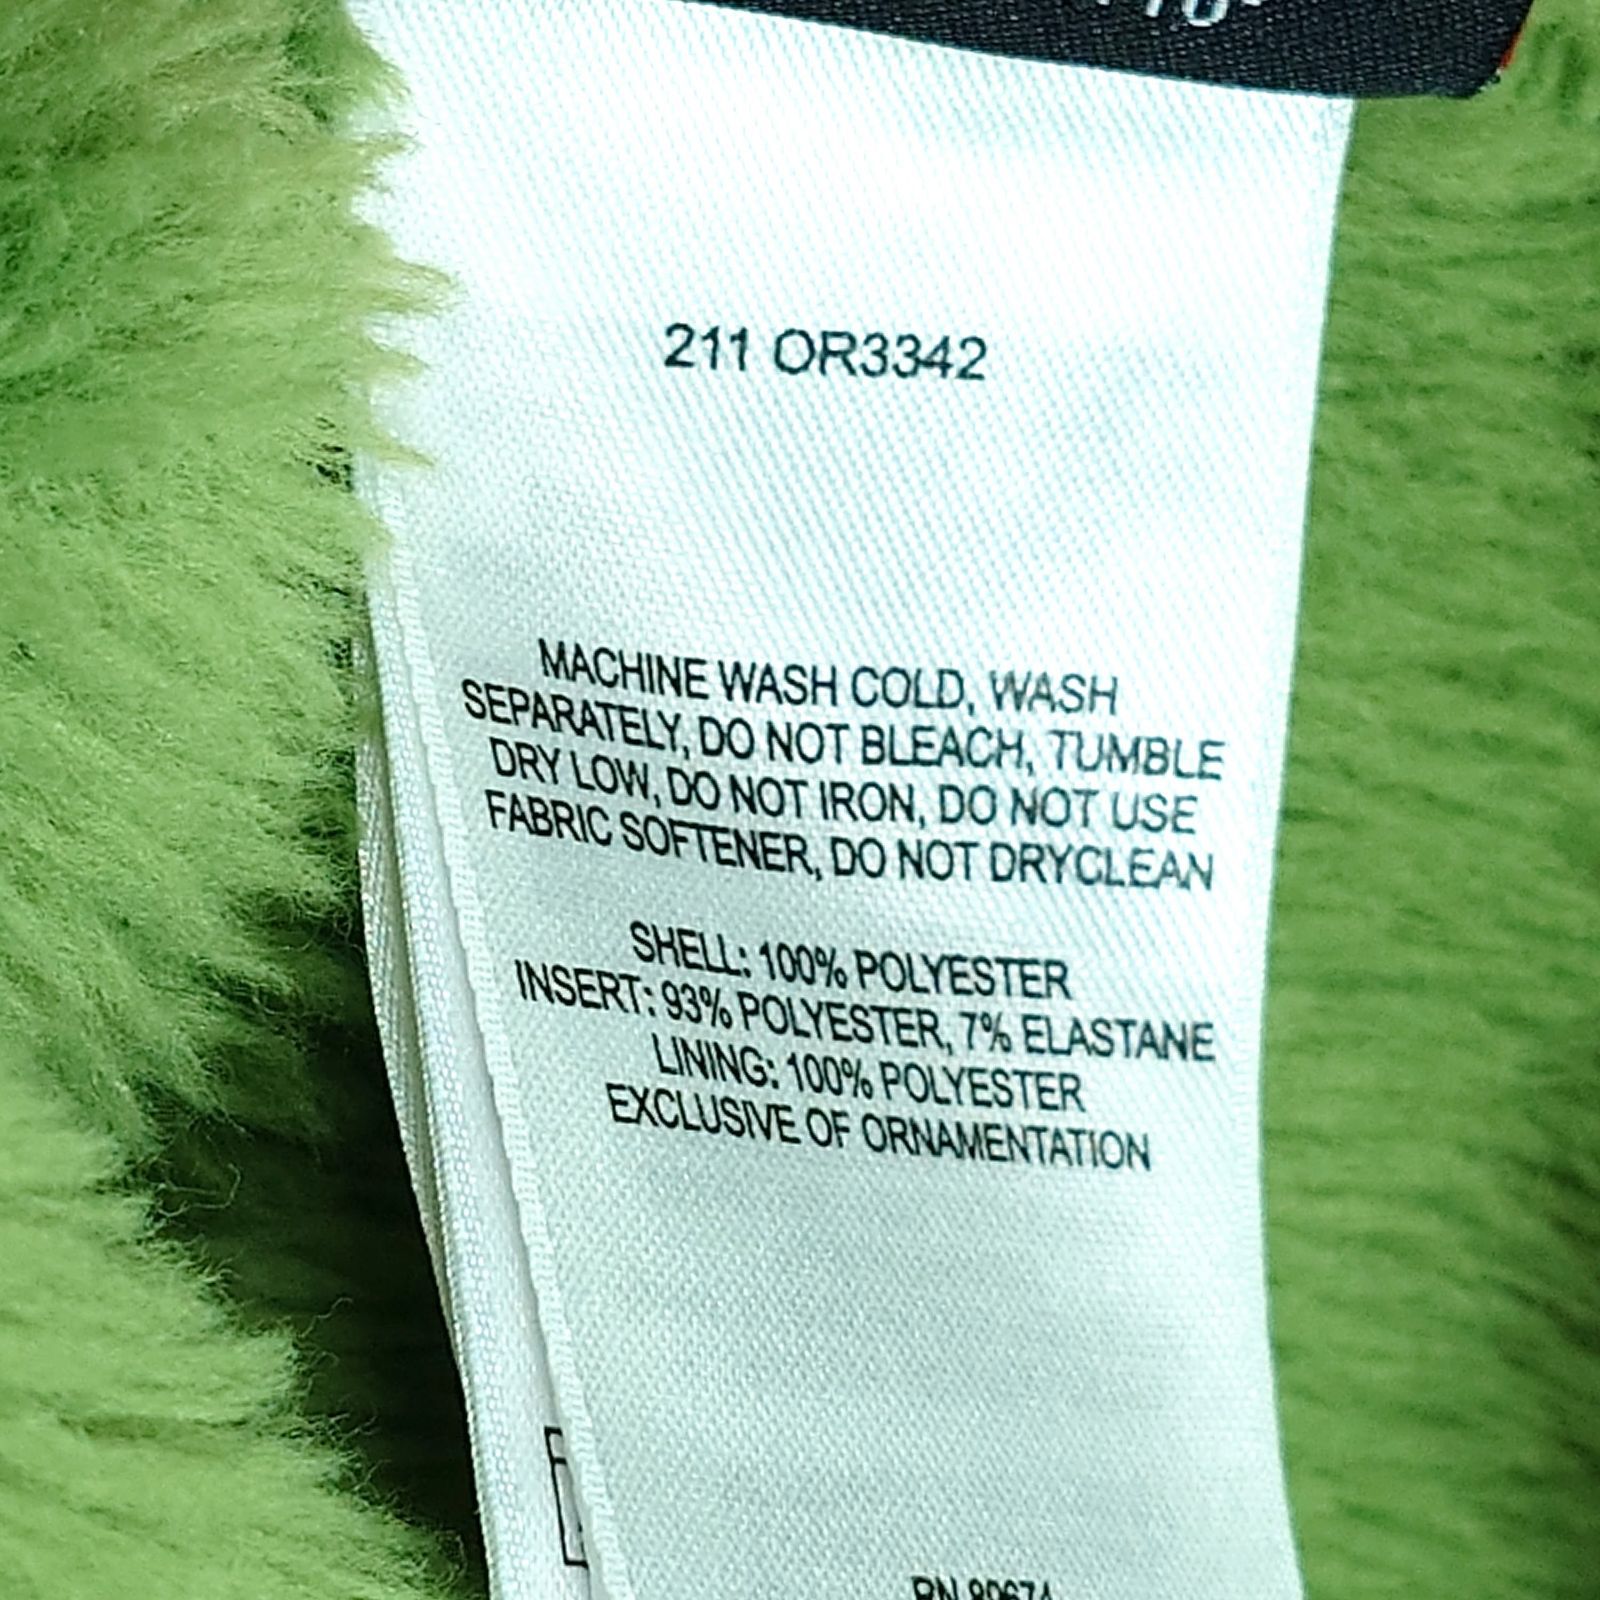 211 OR3342
MACHINE WASH COLD, WASH
SEPARATELY, DO NOT BLEACH, TUMBLE
DRY LOW, DO NOT IRON, DO NOT USE
FABRIC SOFTENER, DO NOT DRYCLEAN
SHELL: 100% POLYESTER
INSERT: 93% POLYESTER, 7% ELASTANE
LINING: 100% POLYESTER
EXCLUSIVE OF ORNAMENTATION
RN 89674